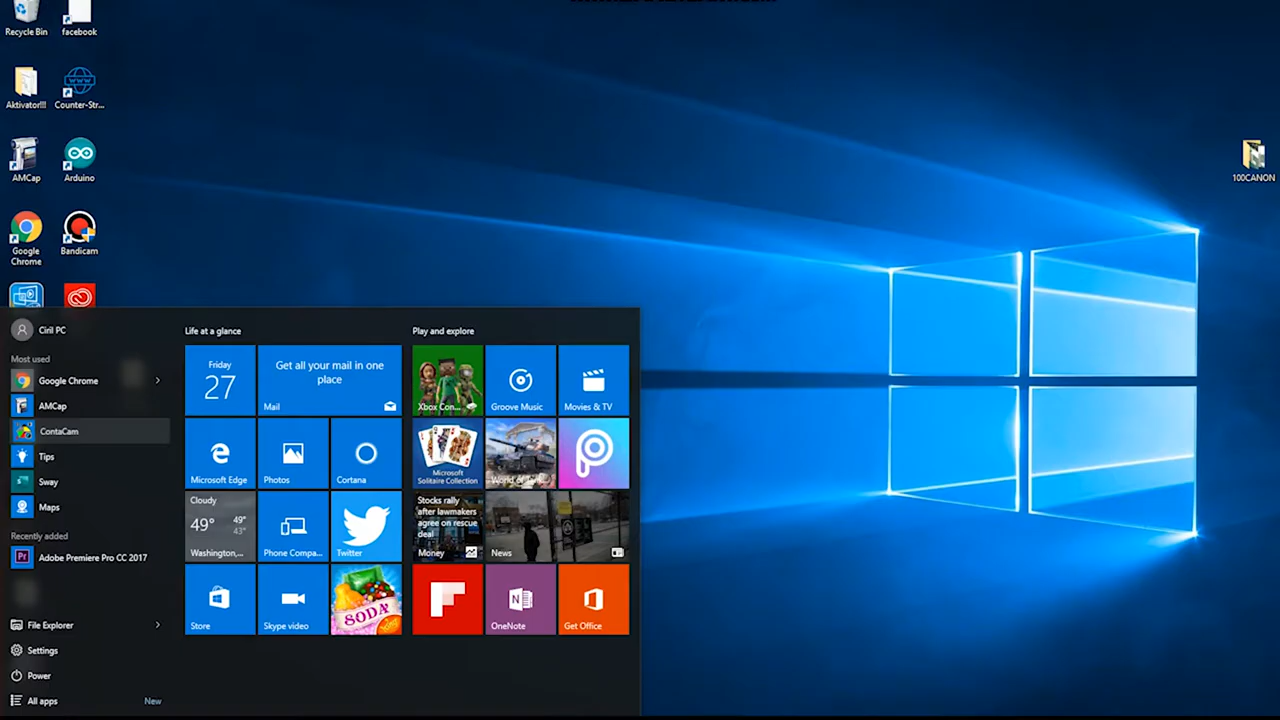 Recycle Bin
facebook
Aktivator!!!
Counter-Str...
AMCap
Arduino
Google
Chrome
Bandicam
100CANON
Ciril PC
Most used
Google Chrome
AMCap
ContaCam
Tips
Sway
Maps
Recently added
Adobe Premiere Pro CC 2017
File Explorer
Settings
Power
All apps
New
Life at a glance
Friday
27
Get all your mail in one
place
Mail
Microsoft Edge
Photos
Cortana
Cloudy
49°
49°
43°
Washington,...
Phone Compa...
Twitter
Store
Skype video
SODA
Play and explore
Xbox Con...
Groove Music
Movies & TV
Microsoft
Solitaire Collection
Stocks rally
after lawmakers
agree on rescue
deal
Money
News
OneNote
Get Office